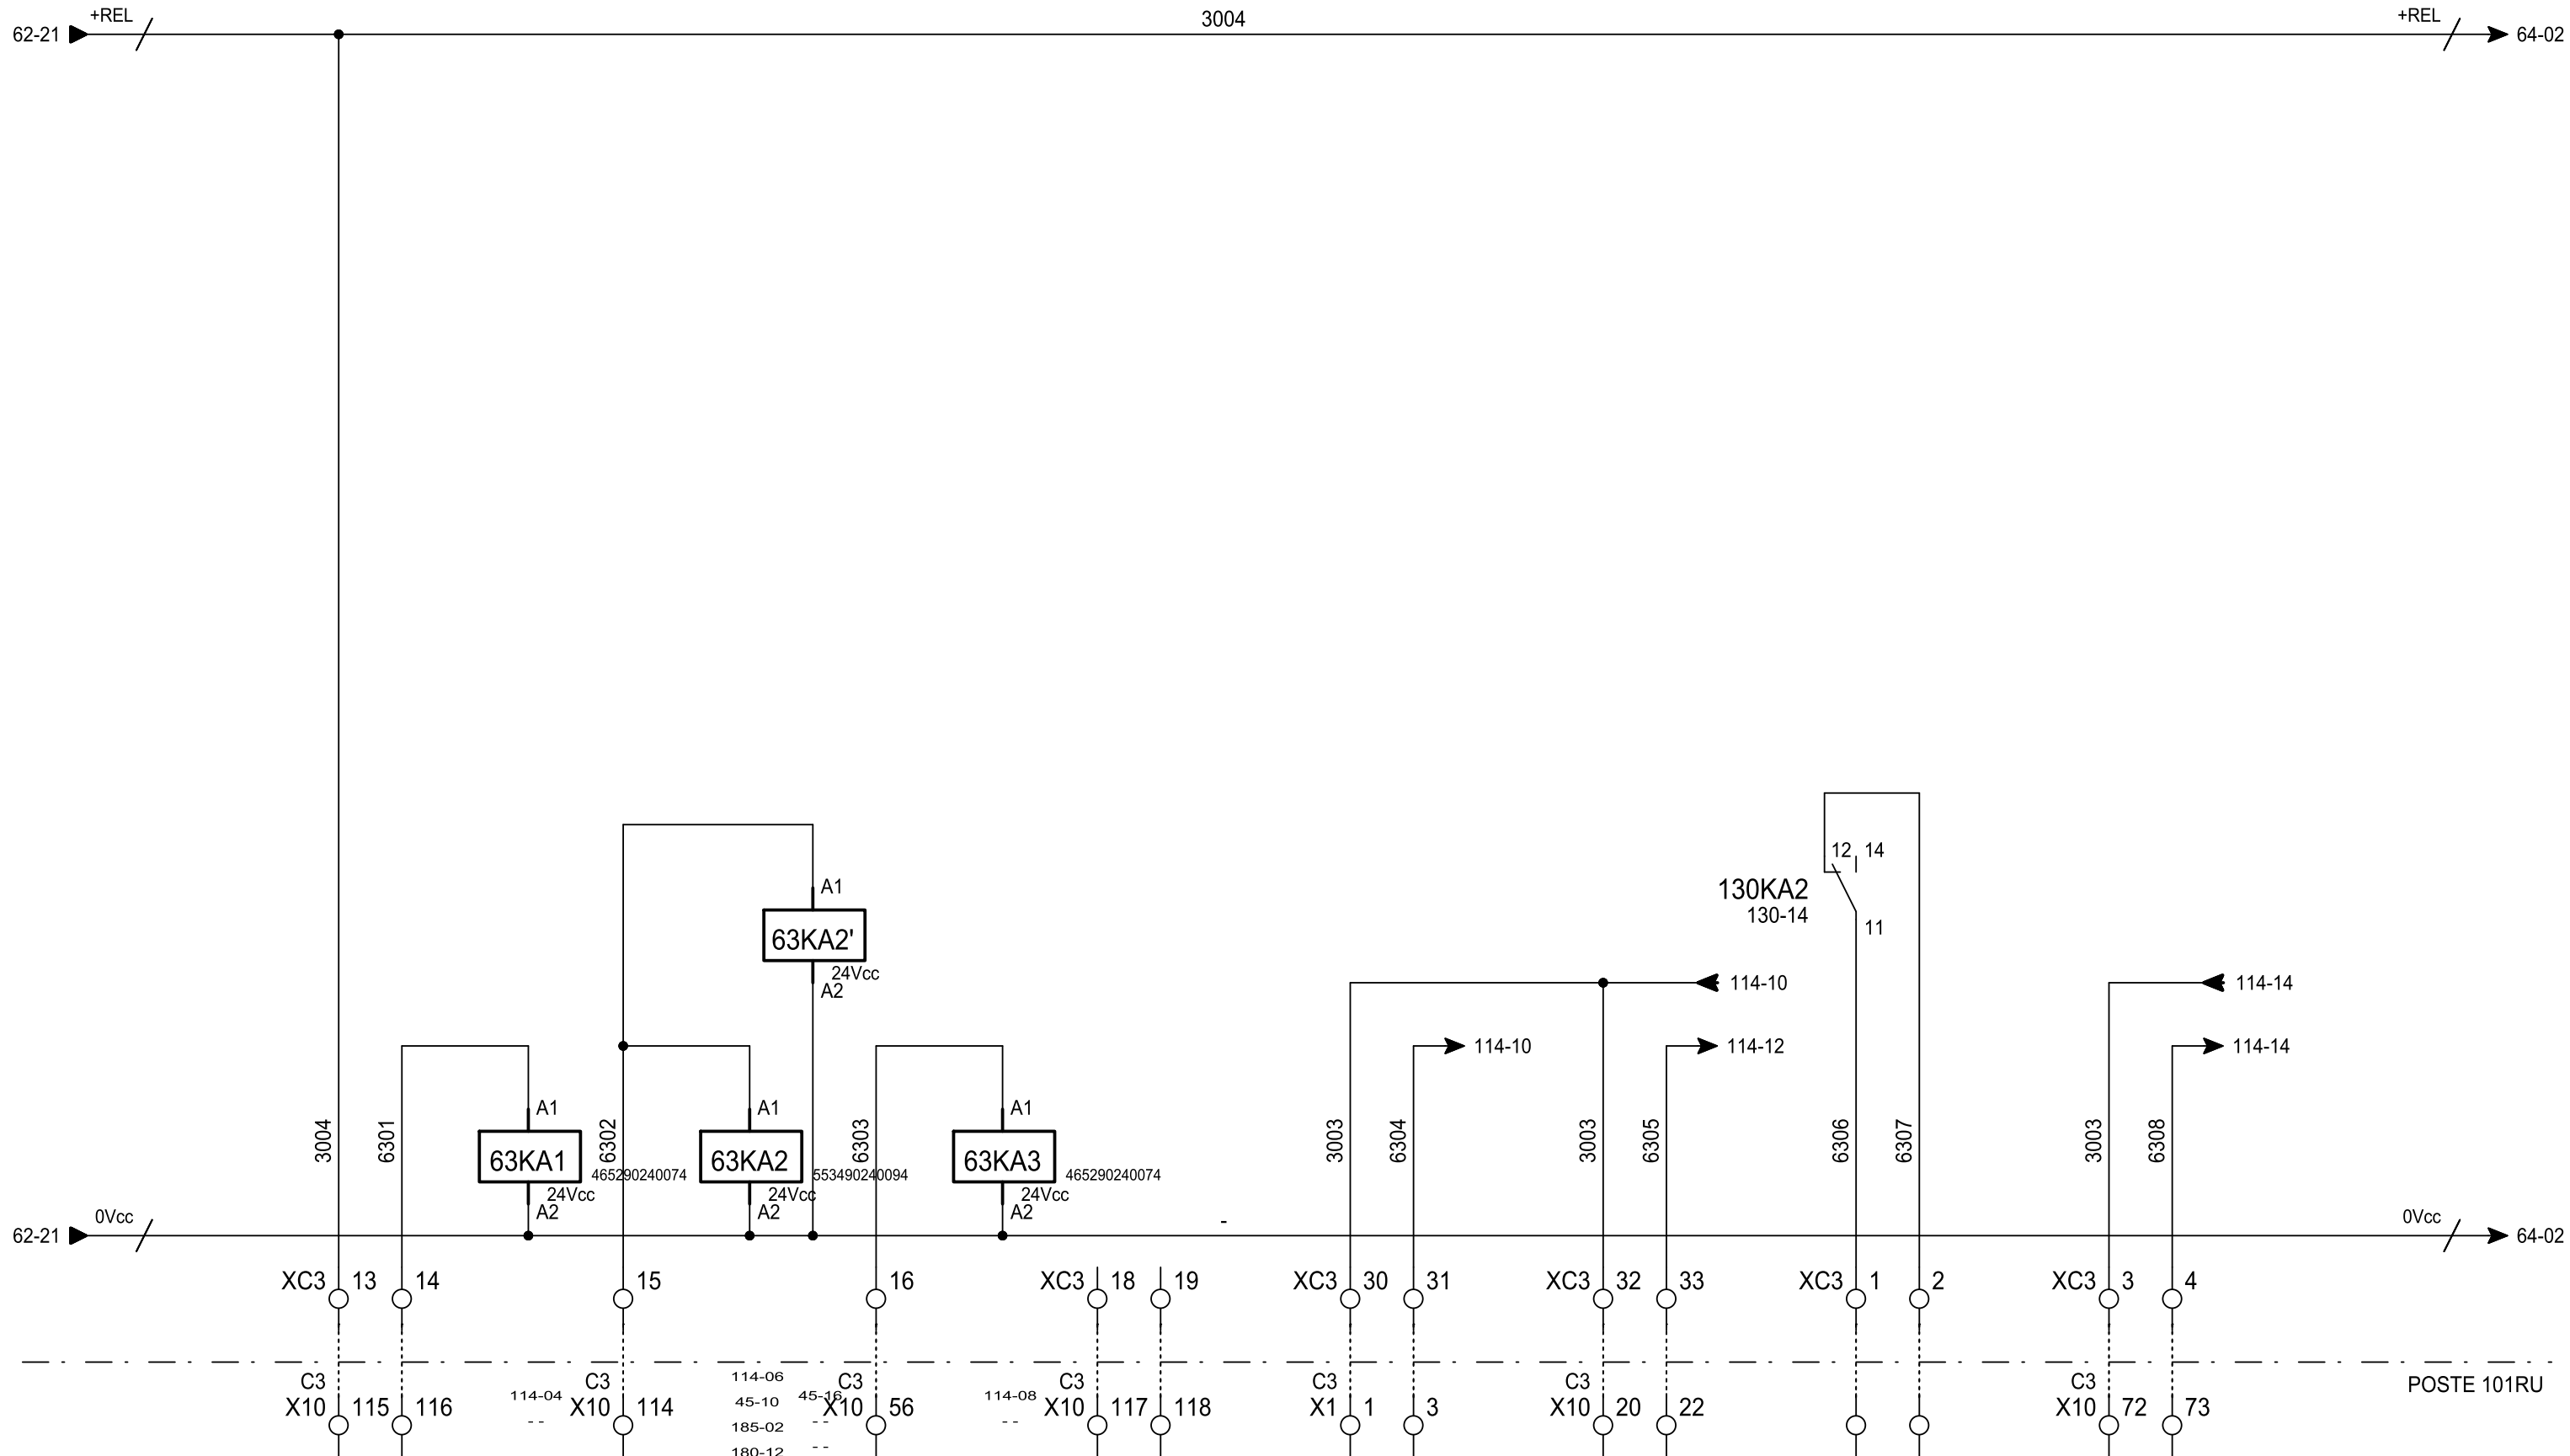 +REL 3004 +REL
62-21 64-02
12 14
130KA2
130-14
11
A1
63KA2'
24Vcc
A2
114-10 114-14
114-10 114-12 114-14
A1 A1 A1
3004 6301 6302 6303 3003 6304 3003 6305 6306 6307 3003 6308
63KA1 465290240074 63KA2 553490240094 63KA3 465290240074
24Vcc 24Vcc 24Vcc
A2 A2 A2
0Vcc - 0Vcc
62-21 64-02
XC3 13 14 15 16 XC3 18 19 XC3 30 31 XC3 32 33 XC3 1 2 XC3 3 4
C3 C3 114-06 C3 C3 C3 C3 C3 POSTE 101RU
X10 115 116 114-04 X10 114 45-10 45-16 X10 56 114-08 X10 117 118 X1 1 3 X10 20 22 X10 72 73
-- 185-02 -- --
180-12 --